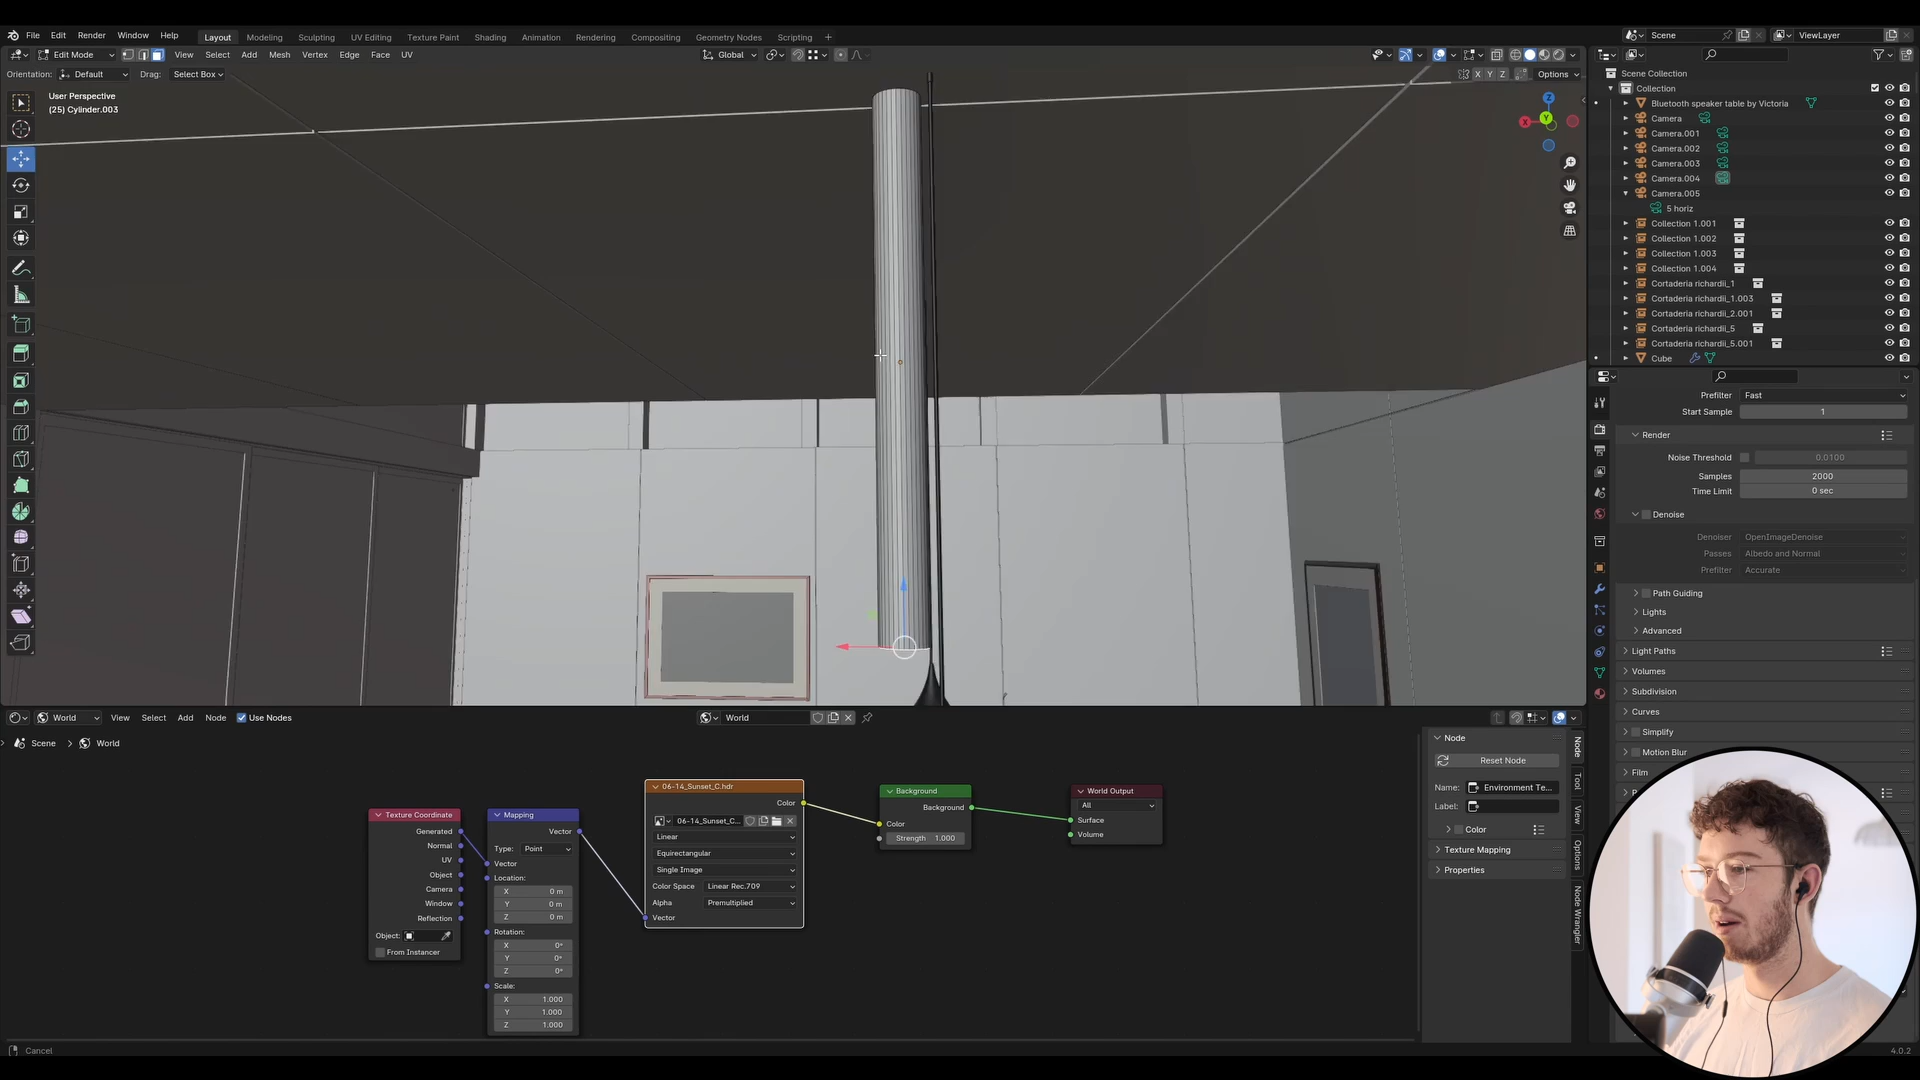 File Edit Render Window Help Layout Modeling Sculpting UV Editing Texture Paint Shading Animation Rendering Compositing Geometry Nodes Scripting + Scene ViewLayer
Edit Mode View Select Add Mesh Vertex Edge Face UV Global
Orientation: Default Drag: Select Box X Y Z Options
User Perspective
(25) Cylinder.003
Z
X
Y
Scene Collection
Collection
Bluetooth speaker table by Victoria
Camera
Camera.001
Camera.002
Camera.003
Camera.004
Camera.005
5 horiz
Collection 1.001
Collection 1.002
Collection 1.003
Collection 1.004
Cortaderia richardii_1
Cortaderia richardii_1.003
Cortaderia richardii_2.001
Cortaderia richardii_5
Cortaderia richardii_5.001
Cube
Prefilter Fast
Start Sample 1
Render
Noise Threshold 0.0100
Samples 2000
Time Limit 0 sec
Denoise
Denoiser OpenImageDenoise
Passes Albedo and Normal
Prefilter Accurate
Path Guiding
Lights
Advanced
Light Paths
Volumes
Subdivision
Curves
Simplify
Motion Blur
Film
World View Select Add Node Use Nodes World
Scene > World
Texture Coordinate
Generated
Normal
UV
Object
Camera
Window
Reflection
Object:
From Instancer
Mapping
Vector
Type: Point
Vector
Location:
X 0 m
Y 0 m
Z 0 m
Rotation:
X 0°
Y 0°
Z 0°
Scale:
X 1.000
Y 1.000
Z 1.000
06-14_Sunset_C.hdr
Color
06-14_Sunset_C...
Linear
Equirectangular
Single Image
Color Space Linear Rec.709
Alpha Premultiplied
Vector
Background
Background
Color
Strength 1.000
World Output
All
Surface
Volume
Node
Reset Node
Name: Environment Te...
Label:
Color
Texture Mapping
Properties
Node
Tool
View
Options
Node Wrangler
Cancel
4.0.2